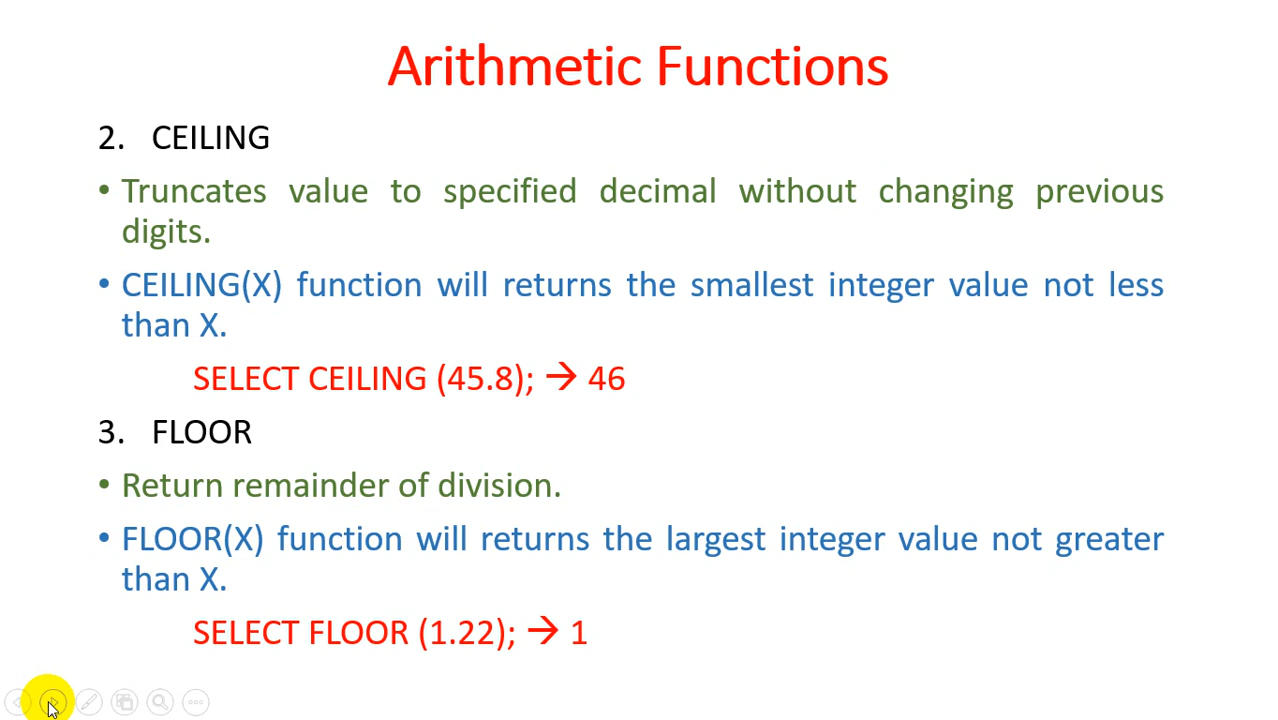 Arithmetic Functions
2. CEILING
• Truncates value to specified decimal without changing previous
digits.
• CEILING(X) function will returns the smallest integer value not less
than X.
SELECT CEILING (45.8); → 46
3. FLOOR
• Return remainder of division.
• FLOOR(X) function will returns the largest integer value not greater
than X.
SELECT FLOOR (1.22); → 1